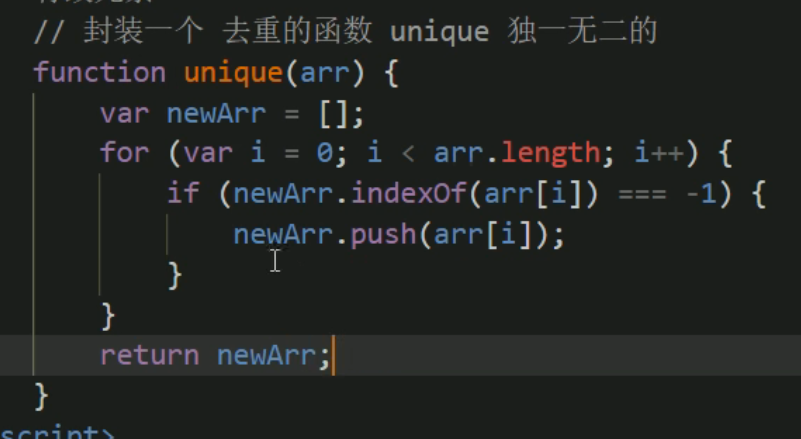 // 封装一个 去重的函数 unique 独一无二的
function unique(arr) {
    var newArr = [];
    for (var i = 0; i < arr.length; i++) {
        if (newArr.indexOf(arr[i]) === -1) {
            newArr.push(arr[i]);
        }
    }
    return newArr;
}
script>